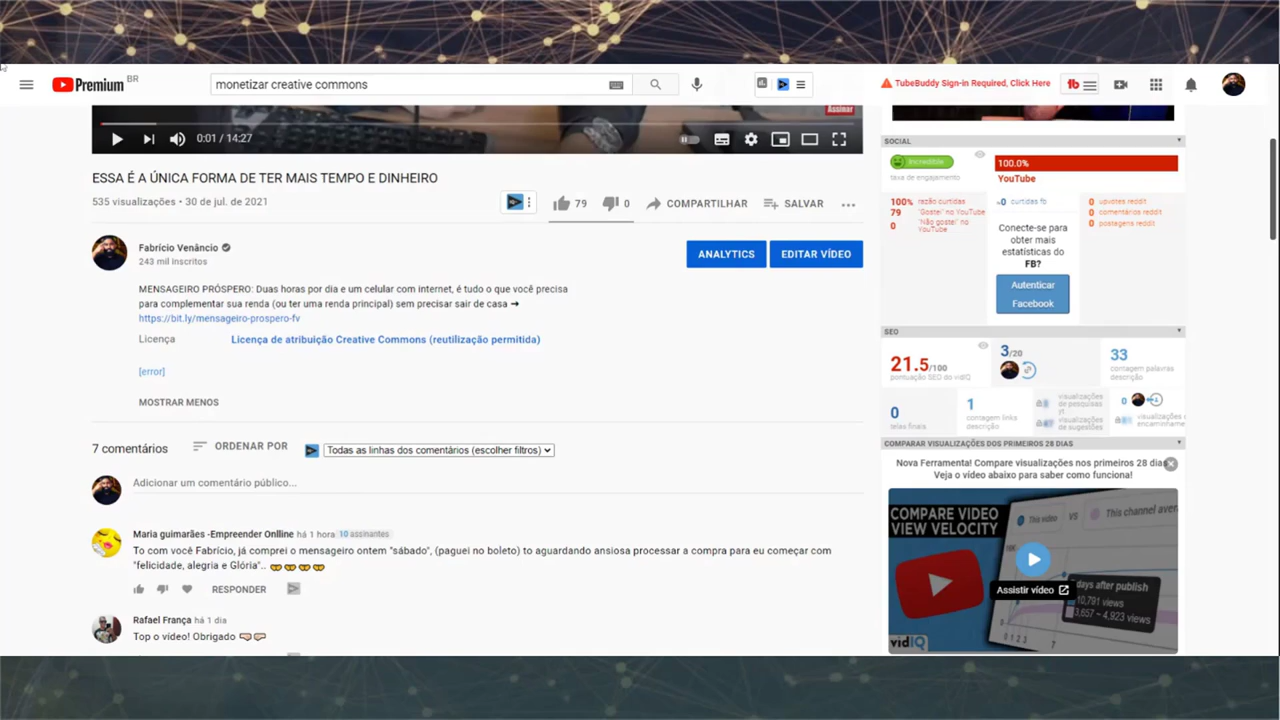 Premium BR
monetizar creative commons
TubeBuddy Sign-in Required, Click Here
tb
Assinar
0:01 / 14:27
ESSA É A ÚNICA FORMA DE TER MAIS TEMPO E DINHEIRO
535 visualizações • 30 de jul. de 2021
79
0
COMPARTILHAR
SALVAR
Fabrício Venâncio
243 mil inscritos
ANALYTICS
EDITAR VÍDEO
MENSAGEIRO PRÓSPERO: Duas horas por dia e um celular com internet, é tudo o que você precisa
para complementar sua renda (ou ter uma renda principal) sem precisar sair de casa ➞
https://bit.ly/mensageiro-prospero-fv
Licença
Licença de atribuição Creative Commons (reutilização permitida)
[error]
MOSTRAR MENOS
7 comentários
ORDENAR POR
Todas as linhas dos comentários (escolher filtros)
Adicionar um comentário público...
Maria guimarães -Empreender Onlline há 1 hora 10 assinantes
To com você Fabrício, já comprei o mensageiro ontem "sábado", (paguei no boleto) to aguardando ansiosa processar a compra para eu começar com
"felicidade, alegria e Glória"..
RESPONDER
Rafael França há 1 dia
Top o vídeo! Obrigado
SOCIAL
Incredible
taxa de engajamento
100.0%
YouTube
100% razão curtidas
79 "Gostei" no YouTube
0 "Não gostei" no YouTube
~0 curtidas fb
Conecte-se para
obter mais
estatísticas do
FB?
Autenticar
Facebook
0 upvotes reddit
0 comentários reddit
0 postagens reddit
SEO
21.5/100
pontuação SEO do vidIQ
3/20
33
contagem palavras
descrição
0
telas finais
1
contagem links
descrição
visualizações
de pesquisas
yt
visualizações
de sugestões
0
visualizações
encaminhame
COMPARAR VISUALIZAÇÕES DOS PRIMEIROS 28 DIAS
Nova Ferramenta! Compare visualizações nos primeiros 28 dias
Veja o vídeo abaixo para saber como funciona!
COMPARE VIDEO
VIEW VELOCITY
This video
VS
This channel aver
10K
Assistir vídeo
days after publish
10,791 views
3,657 ~ 4,923 views
0 1 2 3
7
vidIQ